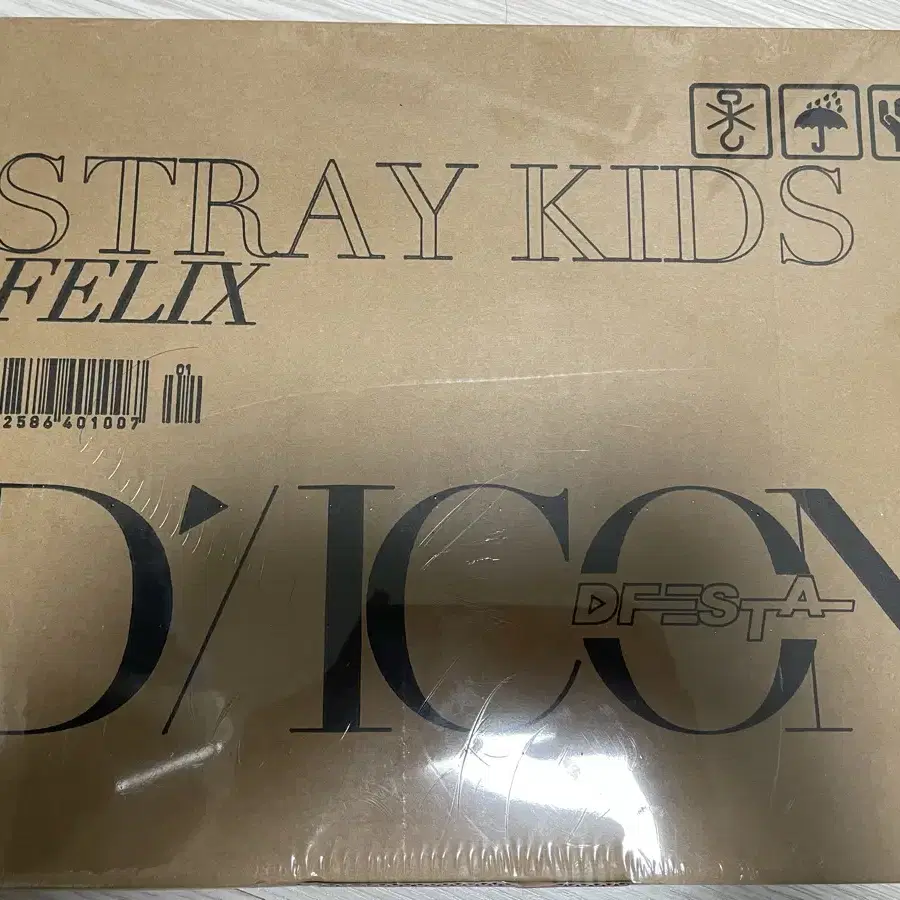 STRAY KIDS
FELIX
01
2586 401007
D'/ICON
DFESTA